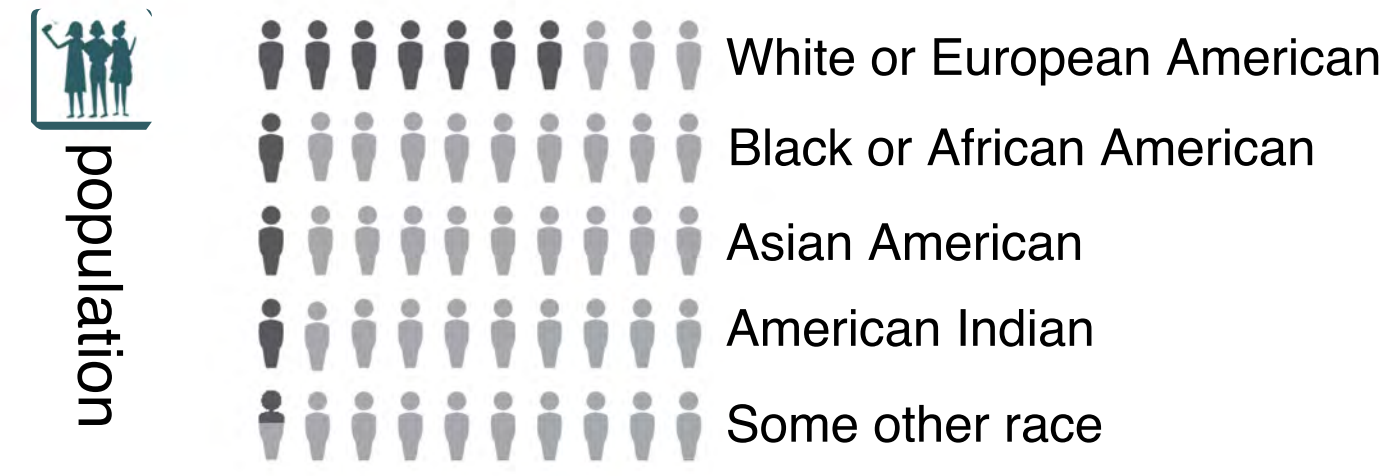 population
White or European American
Black or African American
Asian American
American Indian
Some other race